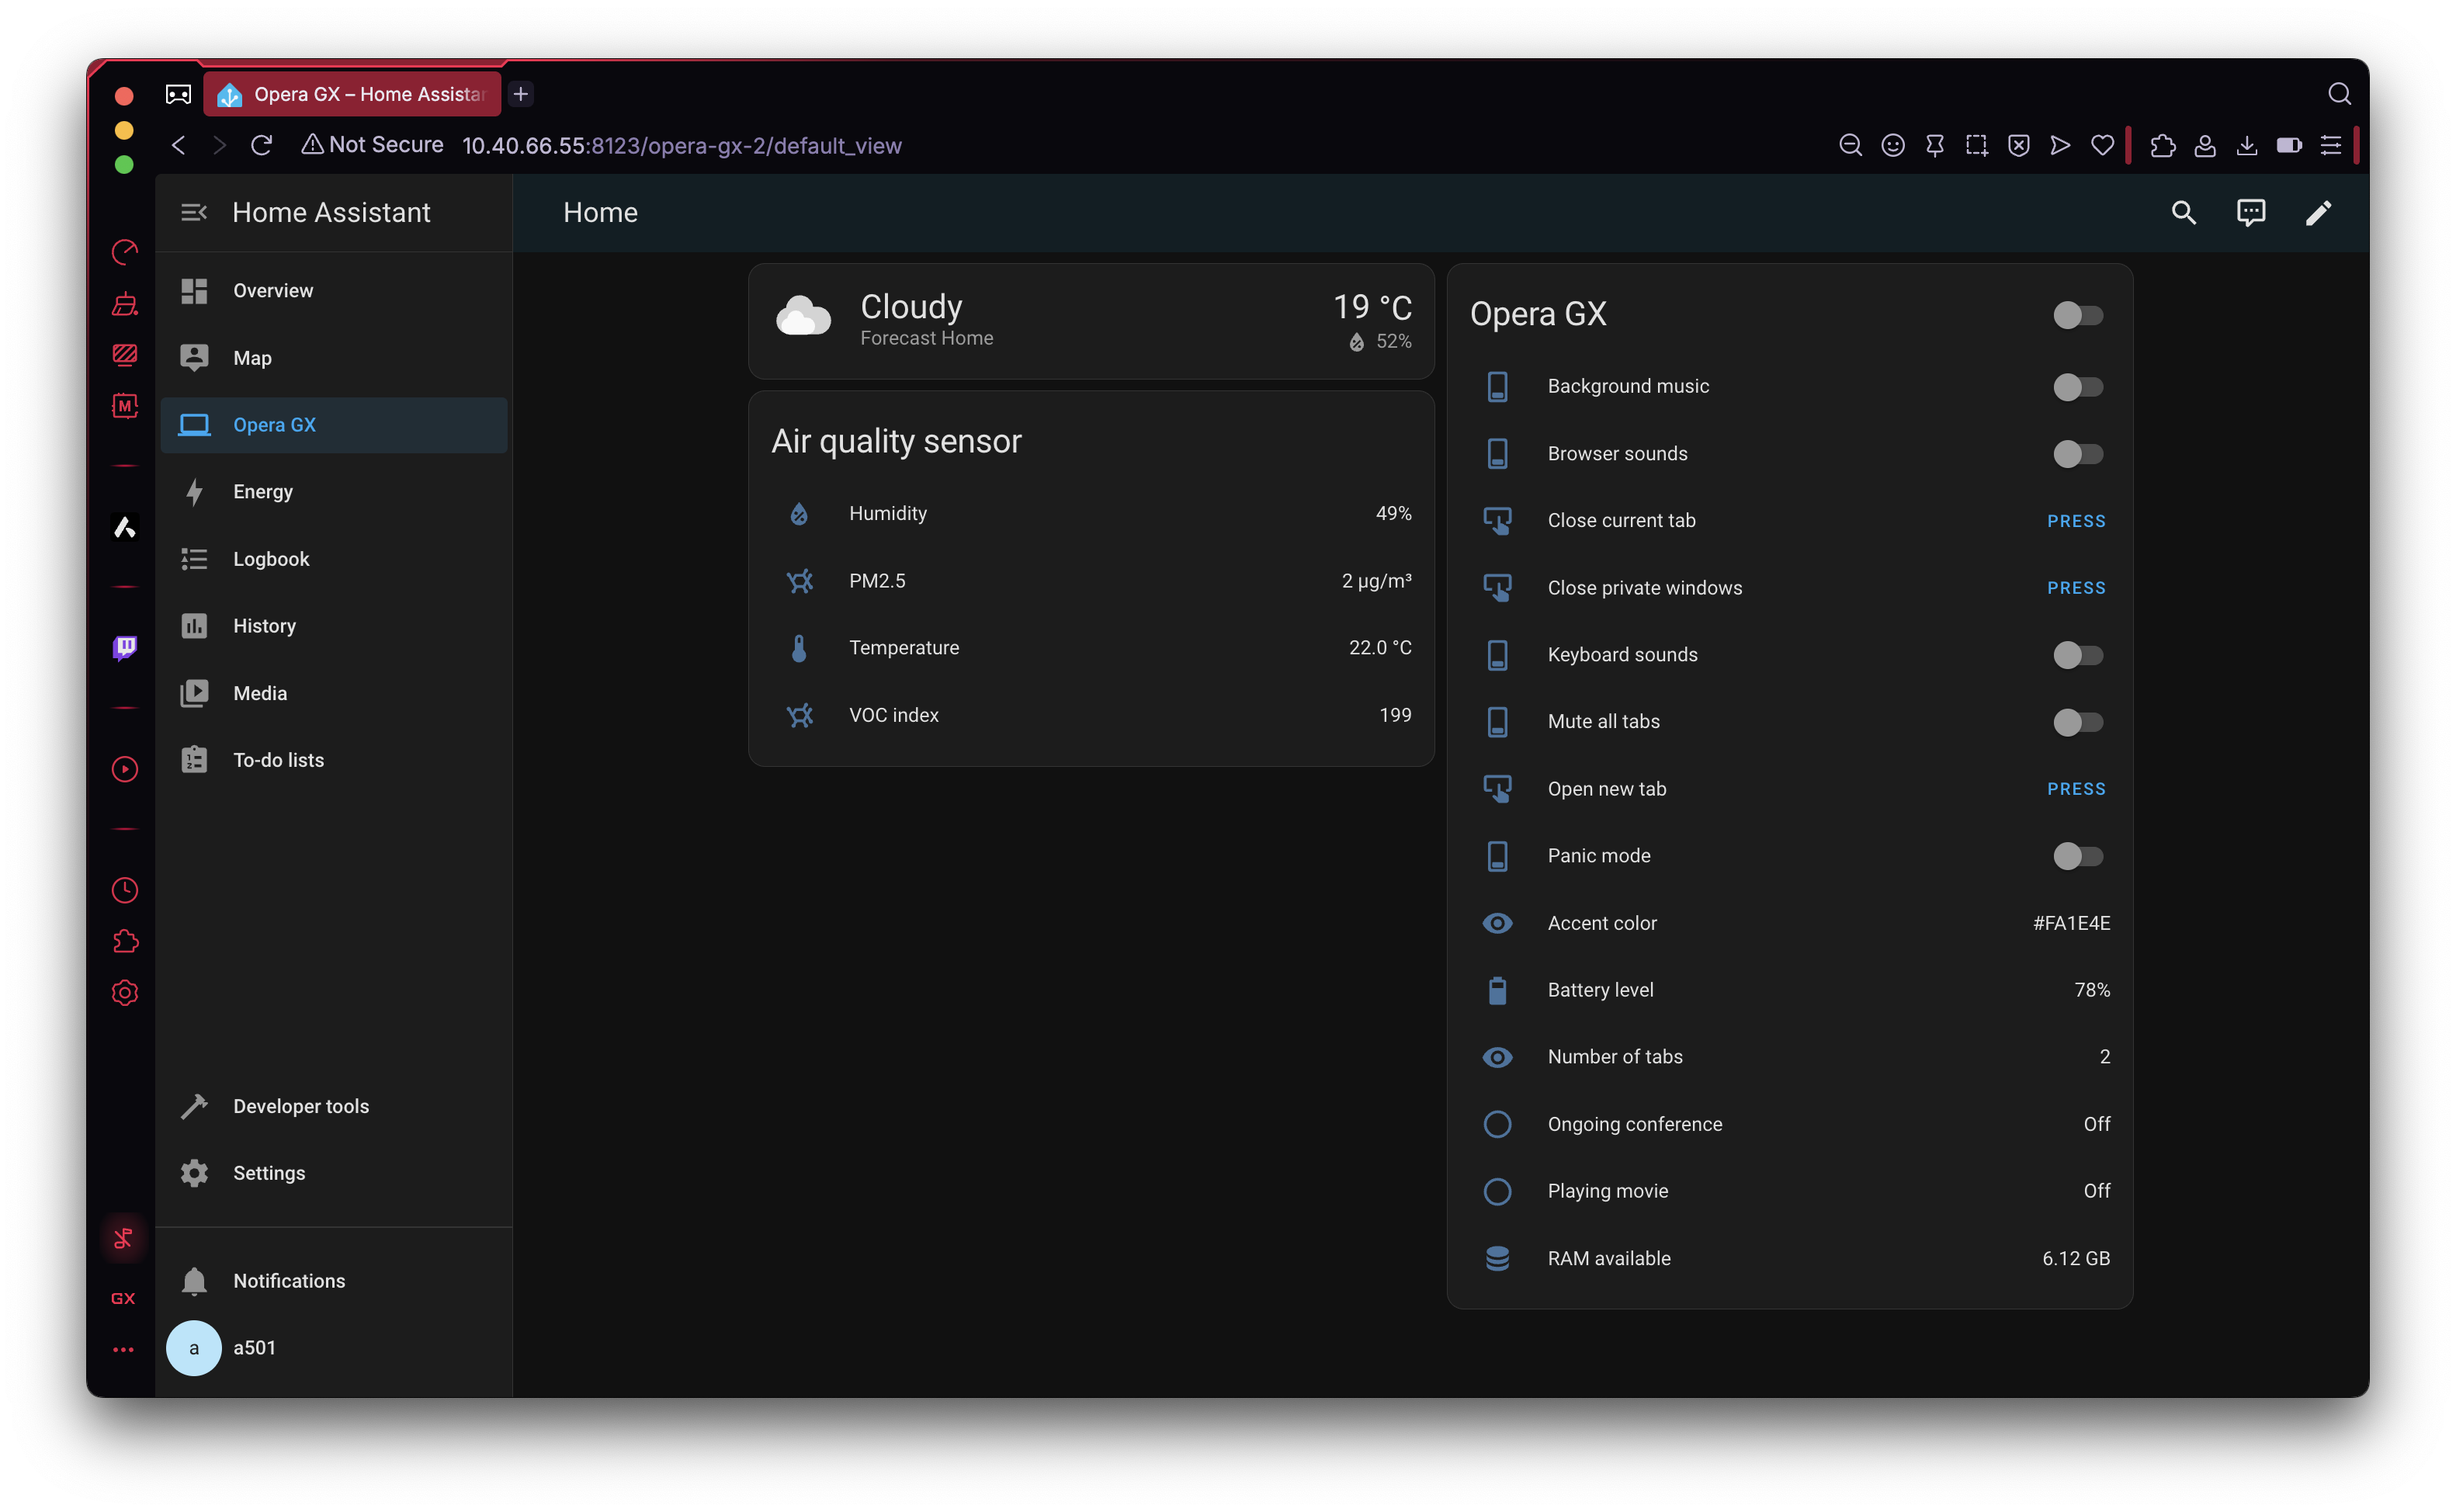 Opera GX – Home Assistar
Not Secure 10.40.66.55:8123/opera-gx-2/default_view
Home Assistant
Overview
Map
Opera GX
Energy
Logbook
History
Media
To-do lists
Developer tools
Settings
Notifications
a a501
M
GX
Home
Cloudy 19 °C
Forecast Home 52%
Air quality sensor
Humidity 49%
PM2.5 2 µg/m³
Temperature 22.0 °C
VOC index 199
Opera GX
Background music
Browser sounds
Close current tab PRESS
Close private windows PRESS
Keyboard sounds
Mute all tabs
Open new tab PRESS
Panic mode
Accent color #FA1E4E
Battery level 78%
Number of tabs 2
Ongoing conference Off
Playing movie Off
RAM available 6.12 GB